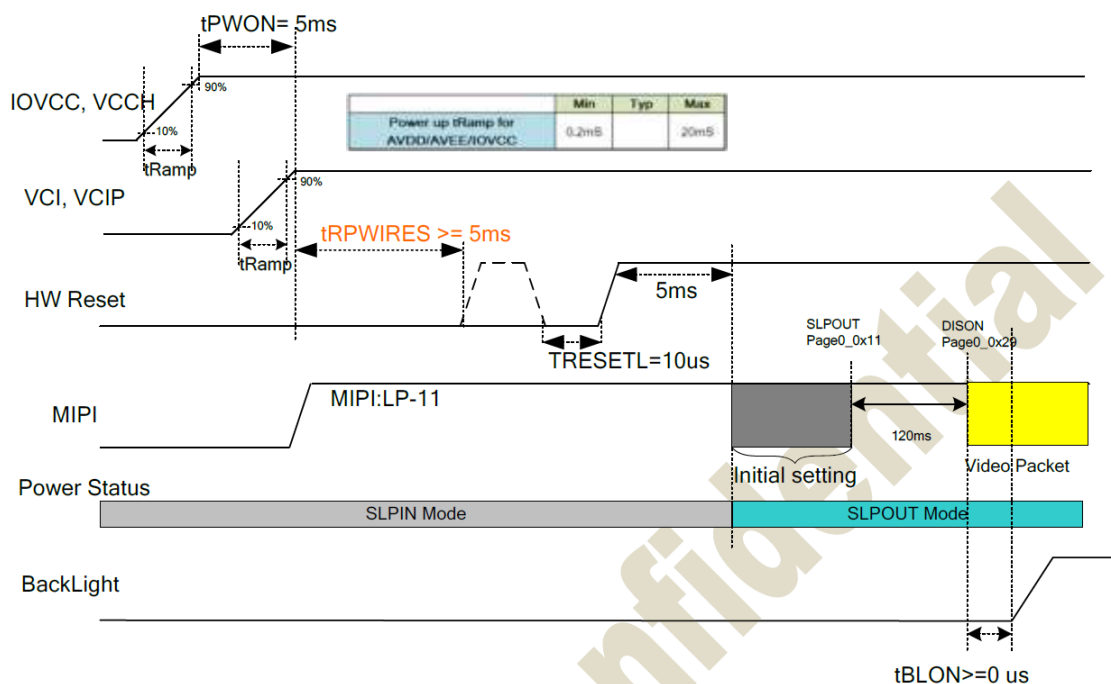 tPWON= 5ms
IOVCC, VCCH
90%
10%
tRamp
Min Typ Max
Power up tRamp for
AVDD/AVEE/IOVCC
0.2mS 20mS
VCI, VCIP
90%
10%
tRamp
tRPWIRES >= 5ms
HW Reset
5ms
TRESETL=10us
SLPOUT
Page0_0x11
DISON
Page0_0x29
MIPI
MIPI:LP-11
120ms
Initial setting
Video Packet
Power Status
SLPIN Mode
SLPOUT Mode
BackLight
tBLON>=0 us
nfidential